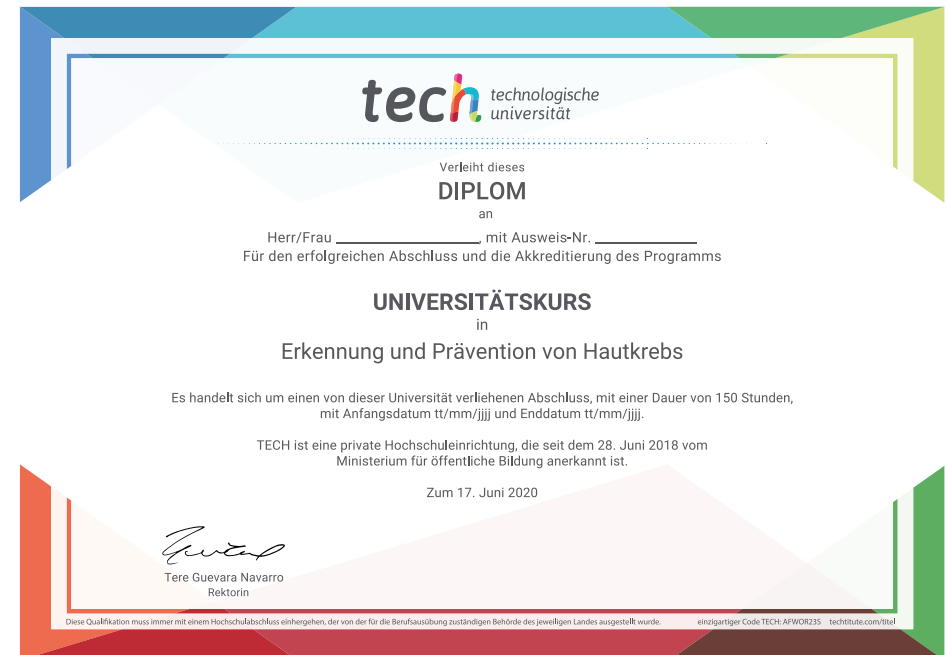 tech technologische
universität
Verleiht dieses
DIPLOM
an
Herr/Frau ____________, mit Ausweis-Nr. ____________
Für den erfolgreichen Abschluss und die Akkreditierung des Programms
UNIVERSITÄTSKURS
in
Erkennung und Prävention von Hautkrebs
Es handelt sich um einen von dieser Universität verliehenen Abschluss, mit einer Dauer von 150 Stunden,
mit Anfangsdatum tt/mm/jjjj und Enddatum tt/mm/jjjj.
TECH ist eine private Hochschuleinrichtung, die seit dem 28. Juni 2018 vom
Ministerium für öffentliche Bildung anerkannt ist.
Zum 17. Juni 2020
Tere Guevara Navarro
Rektorin
Diese Qualifikation muss immer mit einem Hochschulabschluss einhergehen, der von der für die Berufsausübung zuständigen Behörde des jeweiligen Landes ausgestellt wurde. einzigartiger Code TECH: AFWOR23S techtitute.com/titel